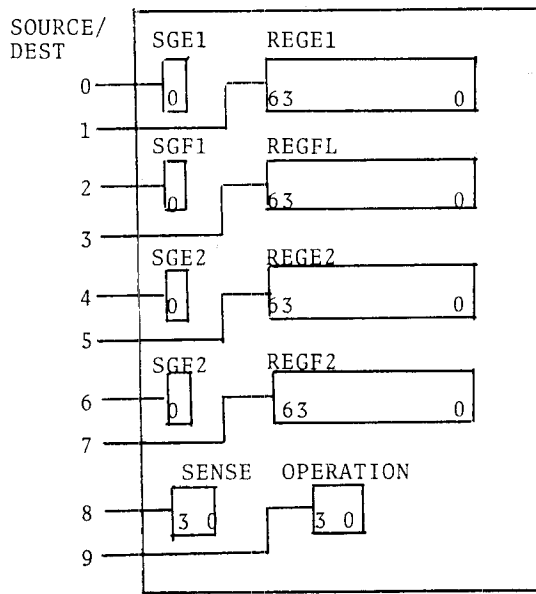 SOURCE/
DEST
SGE1 REGE1
0 0
63 0
1
SGF1 REGFL
2 0
63 0
3
SGE2 REGE2
4 0
63 0
5
SGE2 REGF2
6 0
63 0
7
SENSE OPERATION
8 3 0 3 0
9